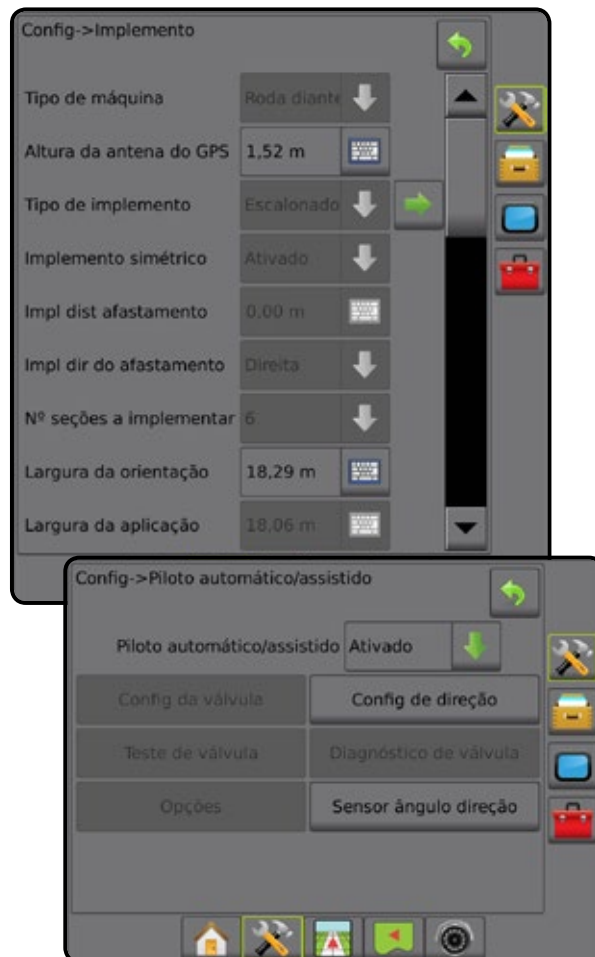 Config->Implemento
Tipo de máquina Roda diante
Altura da antena do GPS 1,52 m
Tipo de implemento Escalonado
Implemento simétrico Ativado
Impl dist afastamento 0.00 m
Impl dir do afastamento Direita
Nº seções a implementar 6
Largura da orientação 18,29 m
Largura da aplicação 18,06 m
Config->Piloto automático/assistido
Piloto automático/assistido Ativado
Config da válvula Config de direção
Teste de válvula Diagnóstico de válvula
Opções Sensor ângulo direção